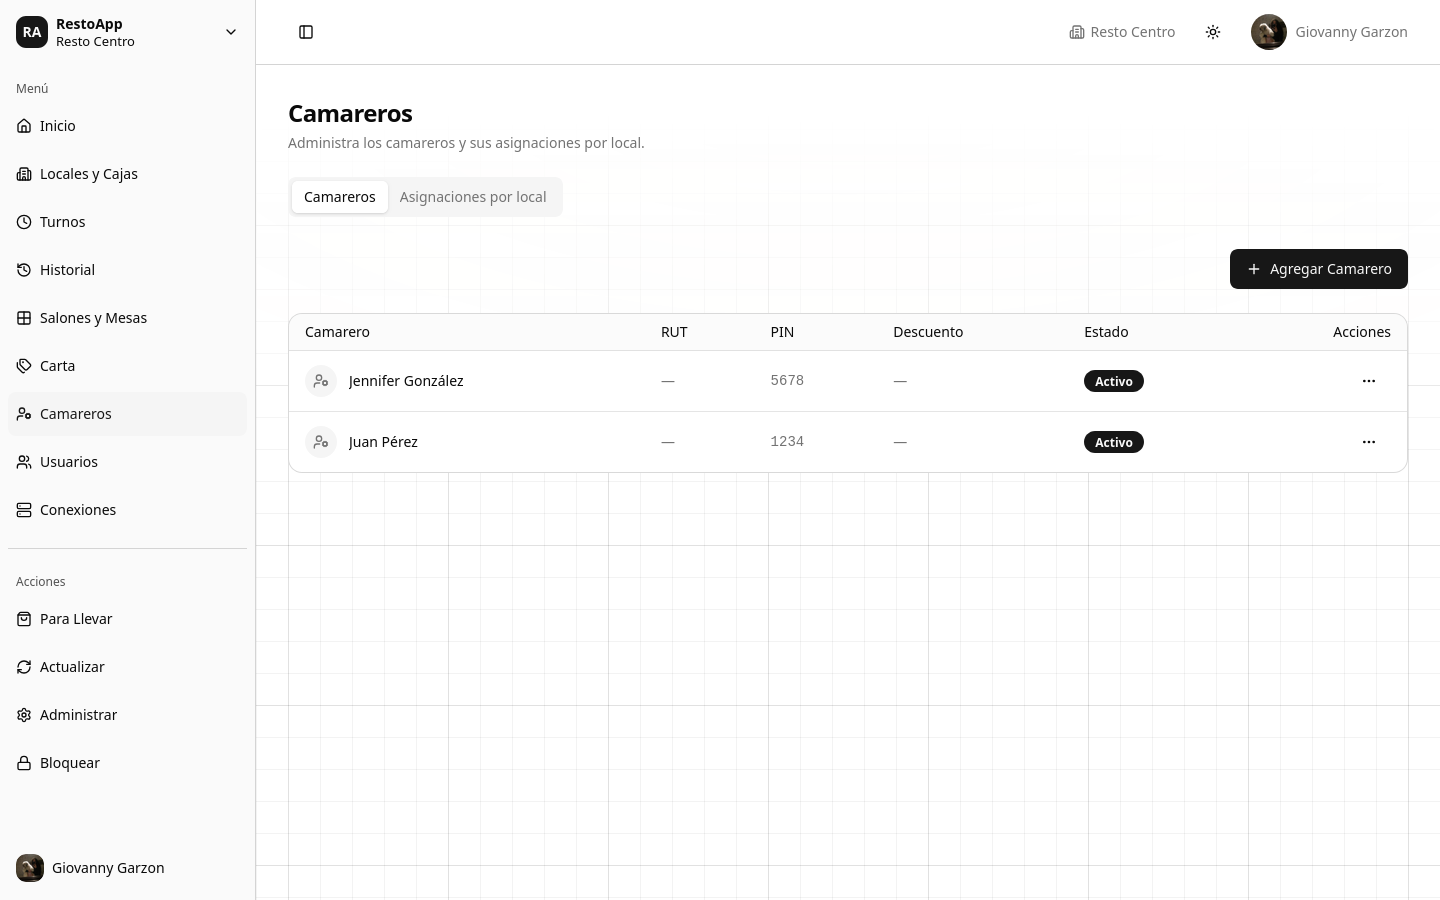 RA
RestoApp
Resto Centro
Menú
Inicio
Locales y Cajas
Turnos
Historial
Salones y Mesas
Carta
Camareros
Usuarios
Conexiones
Acciones
Para Llevar
Actualizar
Administrar
Bloquear
Giovanny Garzon
Resto Centro
Giovanny Garzon
Camareros
Administra los camareros y sus asignaciones por local.
Camareros Asignaciones por local
Agregar Camarero
Camarero RUT PIN Descuento Estado Acciones
Jennifer González — 5678 — Activo
Juan Pérez — 1234 — Activo